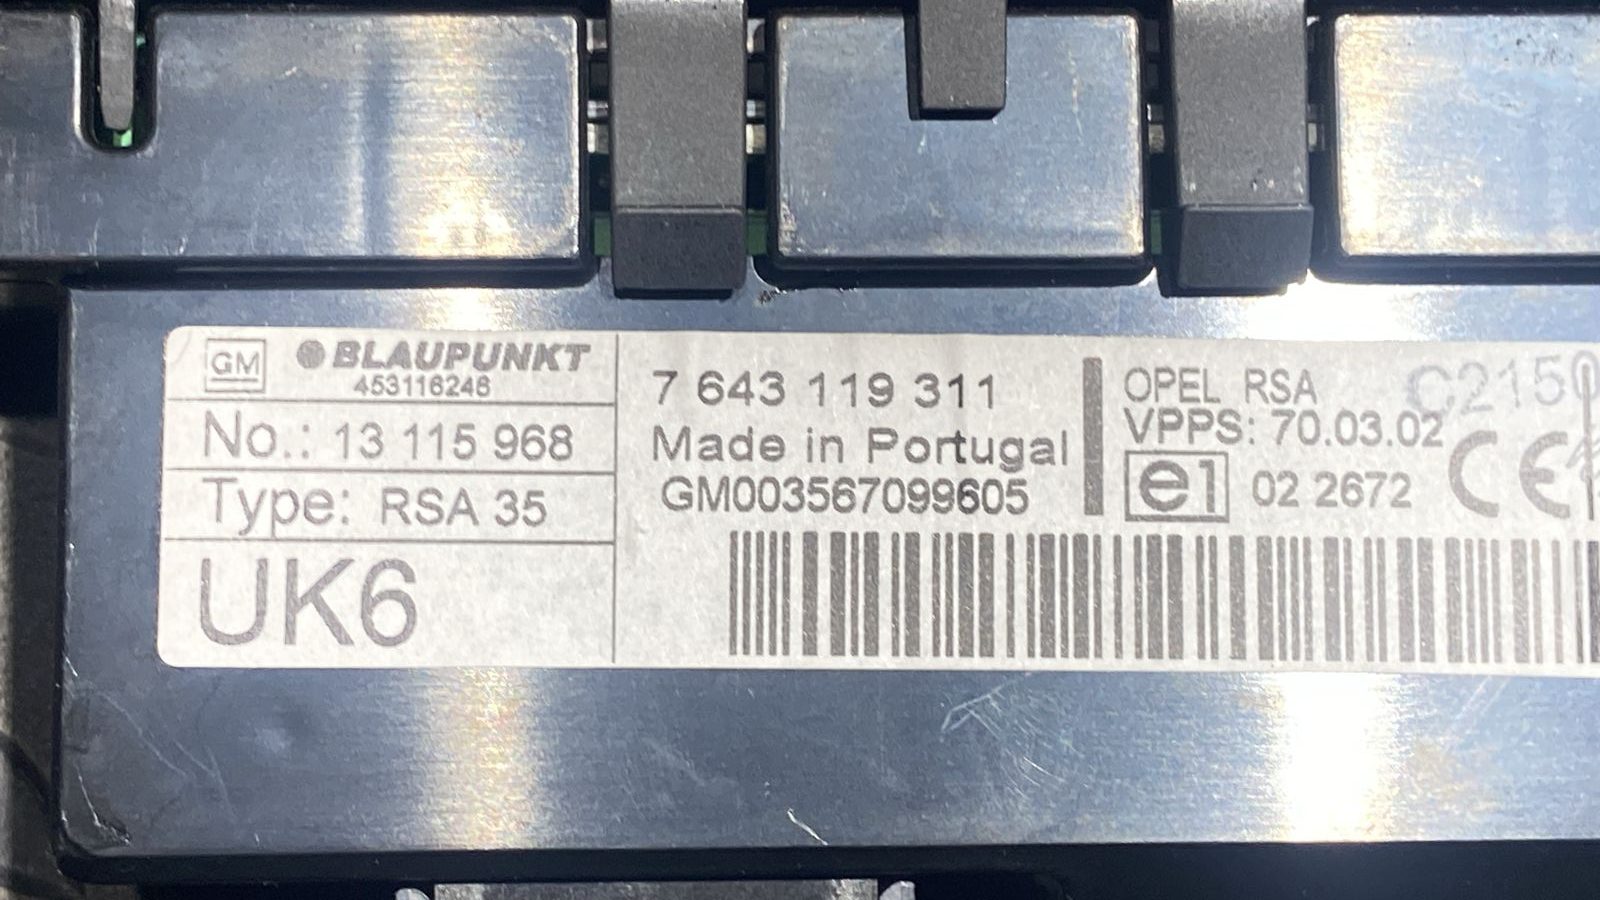 GM BLAUPUNKT
453116246
No.: 13 115 968
Type: RSA 35
UK6
7 643 119 311
Made in Portugal
GM003567099605
OPEL RSA
VPPS: 70.03.02
e1 02 2672 CE